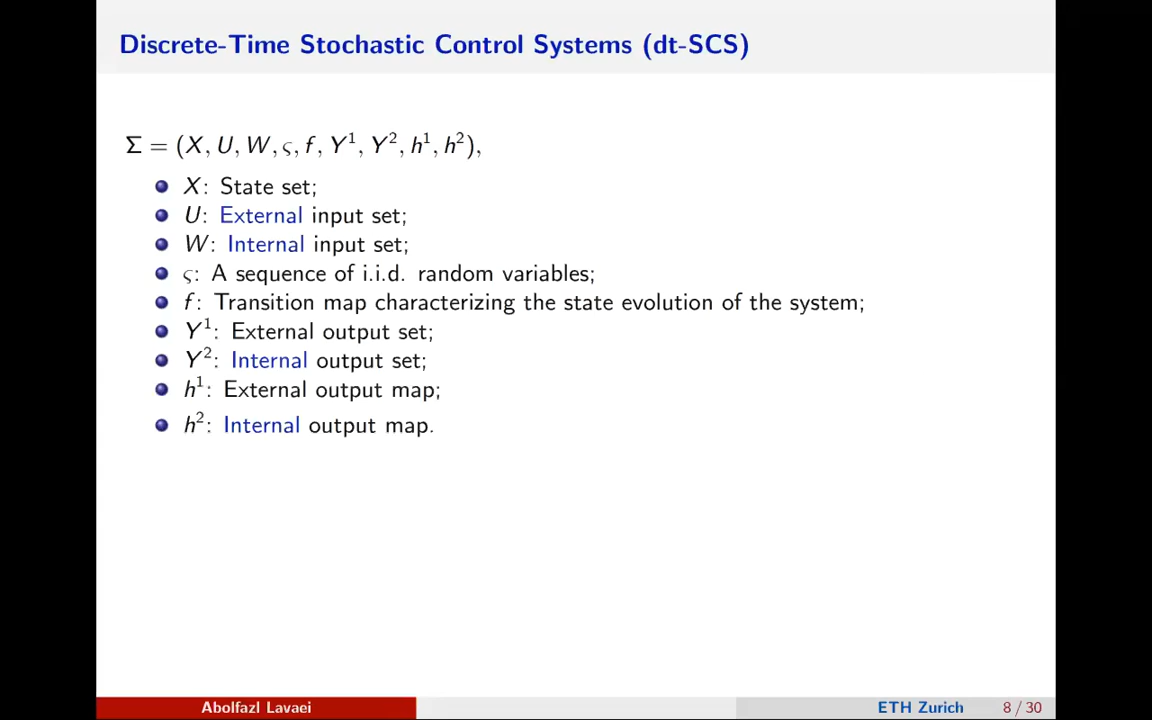 Discrete-Time Stochastic Control Systems (dt-SCS)
Σ = (X, U, W, ς, f, Y¹, Y², h¹, h²),
X: State set;
U: External input set;
W: Internal input set;
ς: A sequence of i.i.d. random variables;
f: Transition map characterizing the state evolution of the system;
Y¹: External output set;
Y²: Internal output set;
h¹: External output map;
h²: Internal output map.
Abolfazl Lavaei ETH Zurich 8 / 30